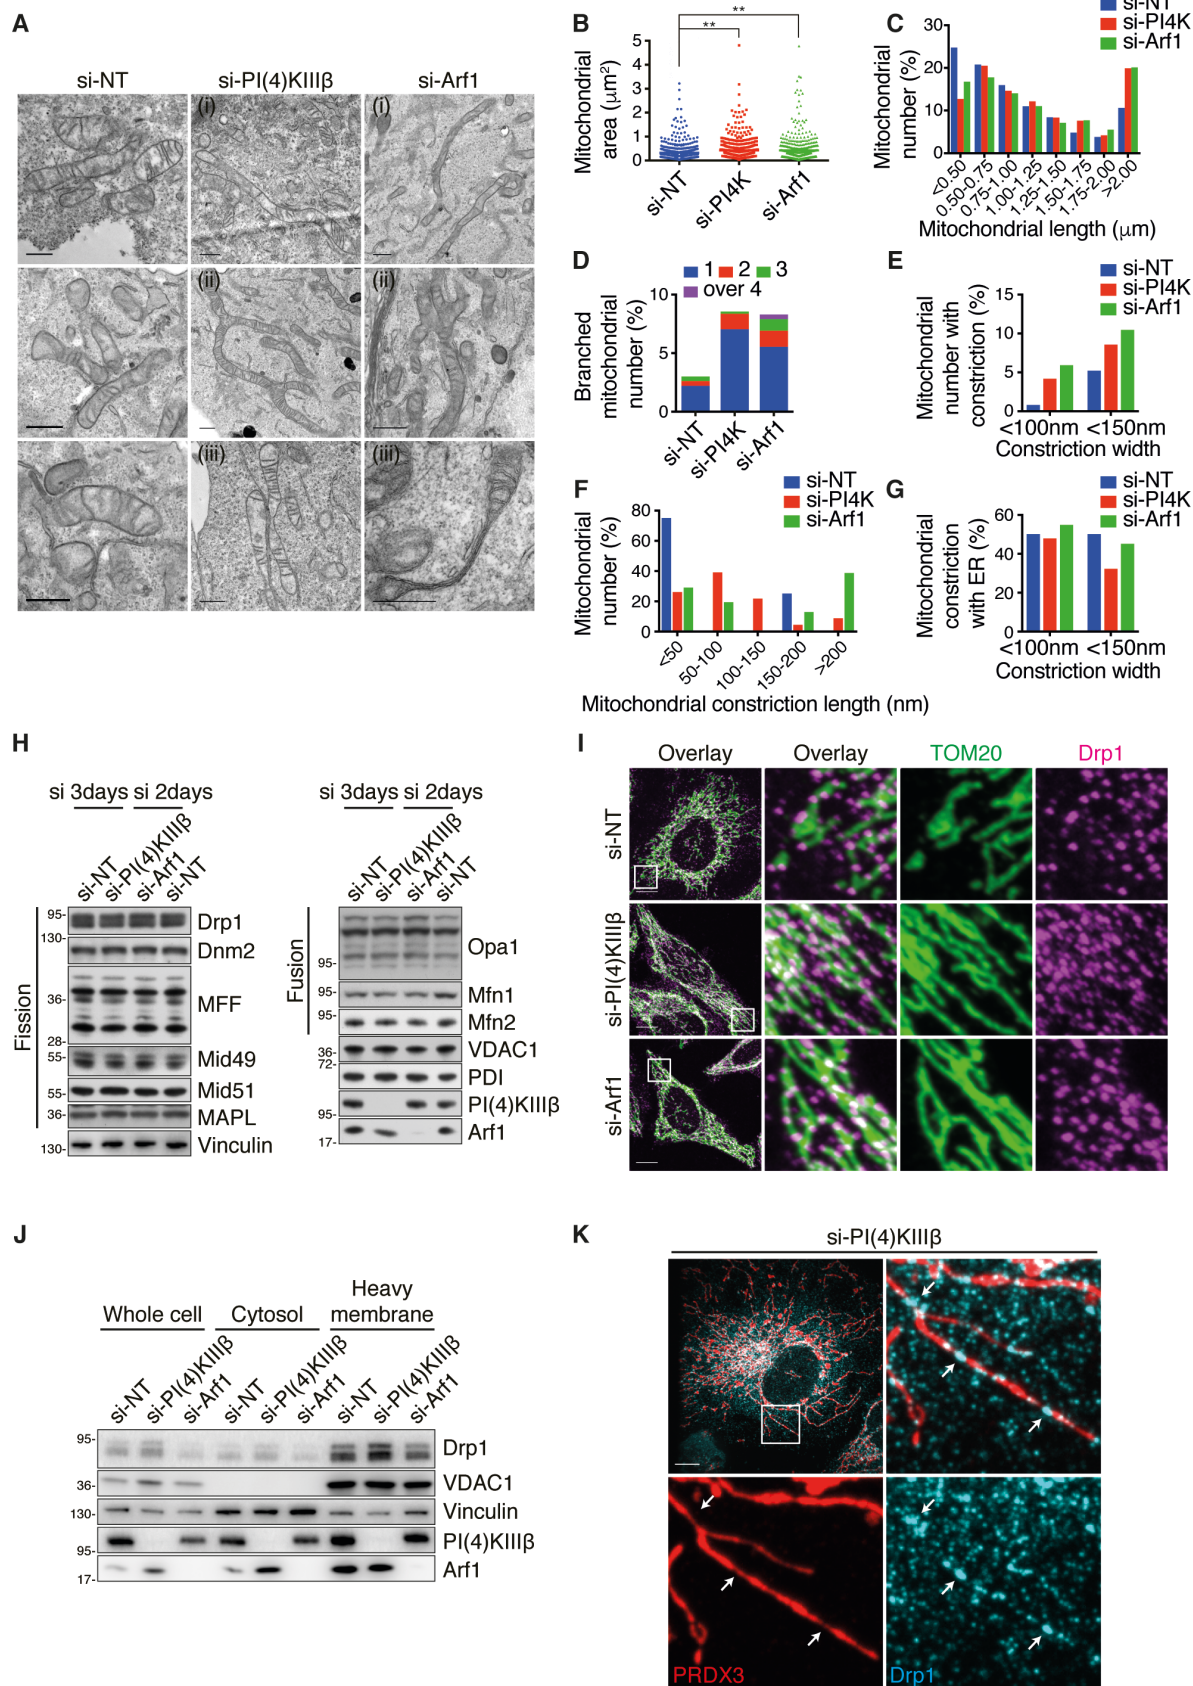 A
si-NT
si-PI(4)KIIIβ
si-Arf1
(i)
(i)
(ii)
(ii)
(iii)
(iii)
B
Mitochondrial
area (μm²)
5
4
3
2
1
0
**
**
si-NT
si-PI4K
si-Arf1
C
si-NT
si-PI4K
si-Arf1
Mitochondrial
number (%)
30
20
10
0
<0.50
0.50-0.75
0.75-1.00
1.00-1.25
1.25-1.50
1.50-1.75
1.75-2.00
>2.00
Mitochondrial length (μm)
D
1 2 3
over 4
Branched
mitochondrial
number (%)
10
5
0
si-NT
si-PI4K
si-Arf1
E
si-NT
si-PI4K
si-Arf1
Mitochondrial
number with
constriction (%)
15
10
5
0
<100nm <150nm
Constriction width
F
si-NT
si-PI4K
si-Arf1
Mitochondrial
number (%)
80
60
40
20
0
<50
50-100
100-150
150-200
>200
Mitochondrial constriction length (nm)
G
si-NT
si-PI4K
si-Arf1
Mitochondrial
constriction
with ER (%)
60
40
20
0
<100nm <150nm
Constriction width
H
si 3days si 2days
si-NT
si-PI(4)KIIIβ
si-Arf1
si-NT
Fission
95- Drp1
130- Dnm2
36- MFF
28-
55- Mid49
55- Mid51
36- MAPL
130- Vinculin
si 3days si 2days
si-NT
si-PI(4)KIIIβ
si-Arf1
si-NT
Fusion
95- Opa1
95- Mfn1
95- Mfn2
36- VDAC1
72- PDI
PI(4)KIIIβ
95-
Arf1
17-
I
Overlay Overlay TOM20 Drp1
si-NT
si-PI(4)KIIIβ
si-Arf1
J
Whole cell Cytosol Heavy membrane
si-NT
si-PI(4)KIIIβ
si-Arf1
si-NT
si-PI(4)KIIIβ
si-Arf1
si-NT
si-PI(4)KIIIβ
si-Arf1
95- Drp1
36- VDAC1
130- Vinculin
95- PI(4)KIIIβ
17- Arf1
K
si-PI(4)KIIIβ
PRDX3
Drp1